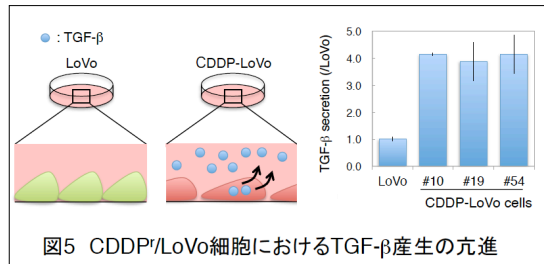 : TGF-β
LoVo
CDDP-LoVo
TGF-β secretion (/LoVo)
5.0
4.0
3.0
2.0
1.0
0.0
LoVo #10 #19 #54
CDDP-LoVo cells
図5 CDDPʳ/LoVo細胞におけるTGF-β産生の亢進